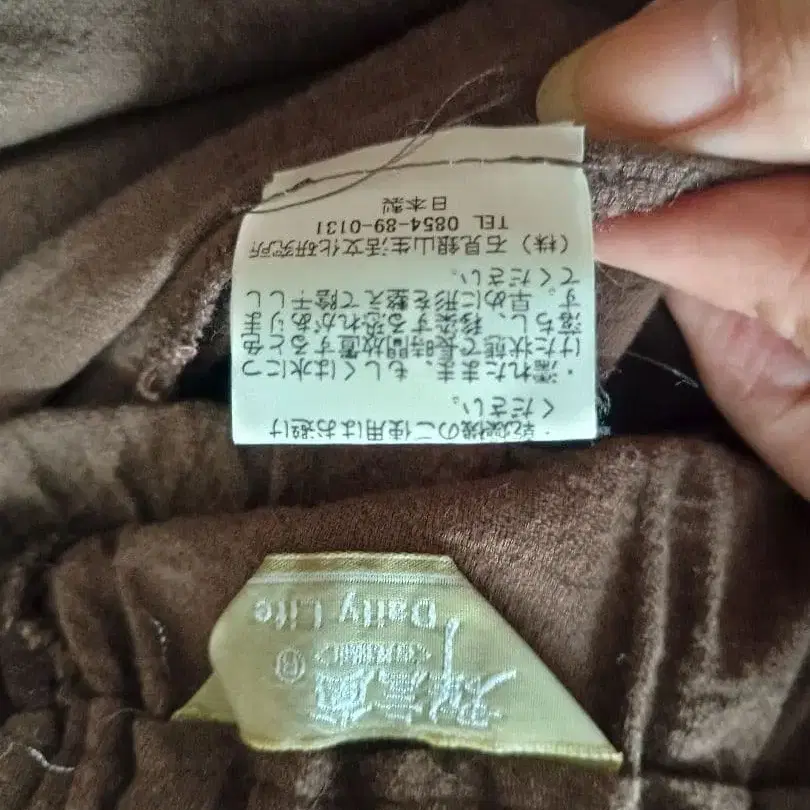 ・乾燥機のご使用はお避け
ください。
・濡れたまま、もしくは水につ
けた状態で長時間放置すると色
落ちし、移染する恐れがありま
す。早めに形を整えて陰干しし
てください。
(株) 石見銀山生活文化研究所
TEL 0854-89-0131
日本製
群言堂
R
Daily Life